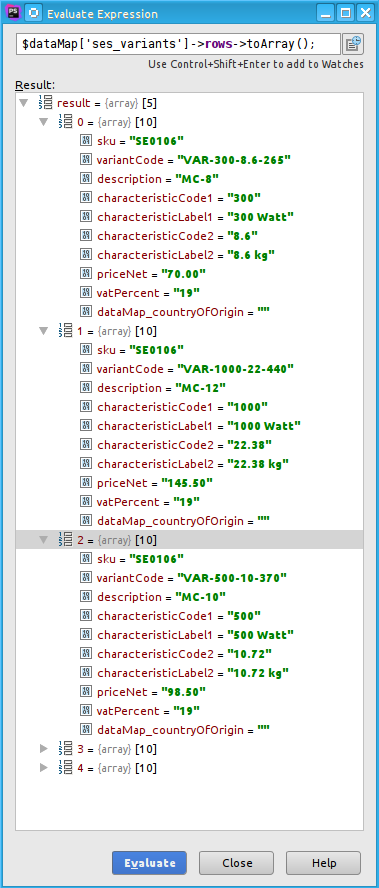 PS Evaluate Expression
$dataMap['ses_variants']->rows->toArray();
Use Control+Shift+Enter to add to Watches
Result:
result = {array} [5]
0 = {array} [10]
sku = "SE0106"
variantCode = "VAR-300-8.6-265"
description = "MC-8"
characteristicCode1 = "300"
characteristicLabel1 = "300 Watt"
characteristicCode2 = "8.6"
characteristicLabel2 = "8.6 kg"
priceNet = "70.00"
vatPercent = "19"
dataMap_countryOfOrigin = ""
1 = {array} [10]
sku = "SE0106"
variantCode = "VAR-1000-22-440"
description = "MC-12"
characteristicCode1 = "1000"
characteristicLabel1 = "1000 Watt"
characteristicCode2 = "22.38"
characteristicLabel2 = "22.38 kg"
priceNet = "145.50"
vatPercent = "19"
dataMap_countryOfOrigin = ""
2 = {array} [10]
sku = "SE0106"
variantCode = "VAR-500-10-370"
description = "MC-10"
characteristicCode1 = "500"
characteristicLabel1 = "500 Watt"
characteristicCode2 = "10.72"
characteristicLabel2 = "10.72 kg"
priceNet = "98.50"
vatPercent = "19"
dataMap_countryOfOrigin = ""
3 = {array} [10]
4 = {array} [10]
Evaluate Close Help